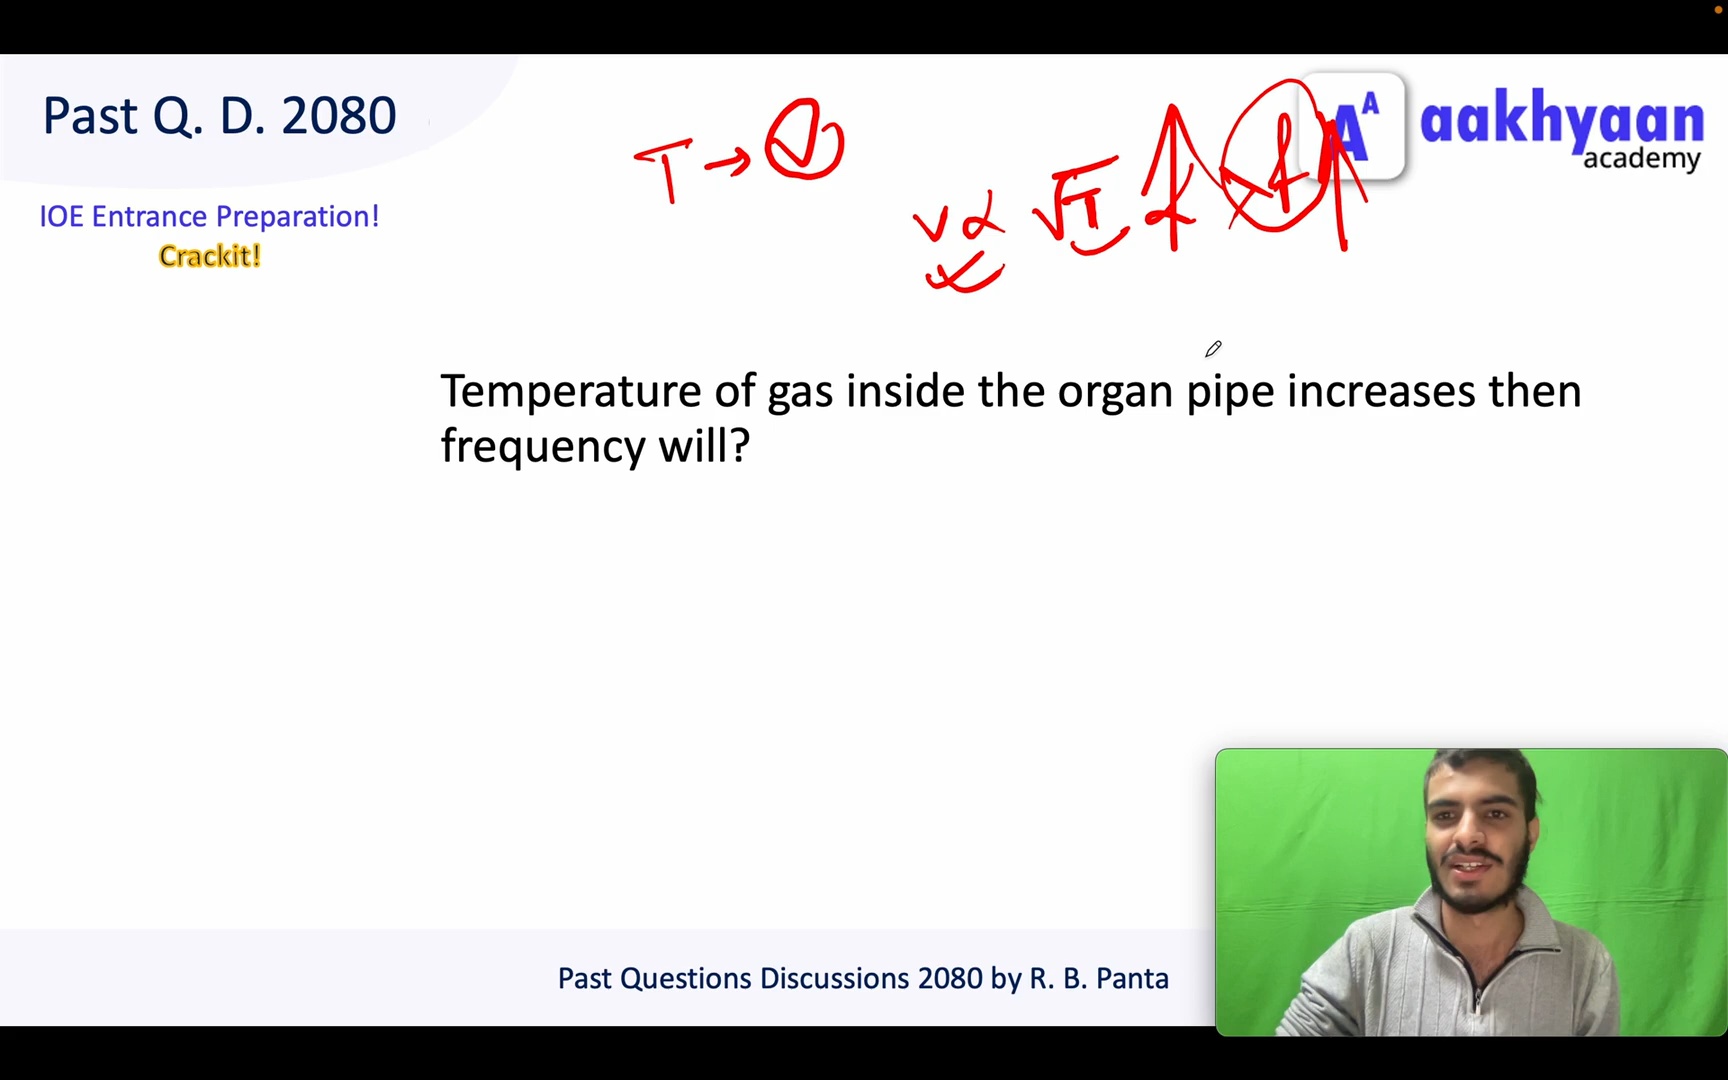 Past Q. D. 2080
IOE Entrance Preparation!
Crackit!
T → V
v ∝ √T ∝ f
A A
aakhyaan
academy
Temperature of gas inside the organ pipe increases then
frequency will?
Past Questions Discussions 2080 by R. B. Panta